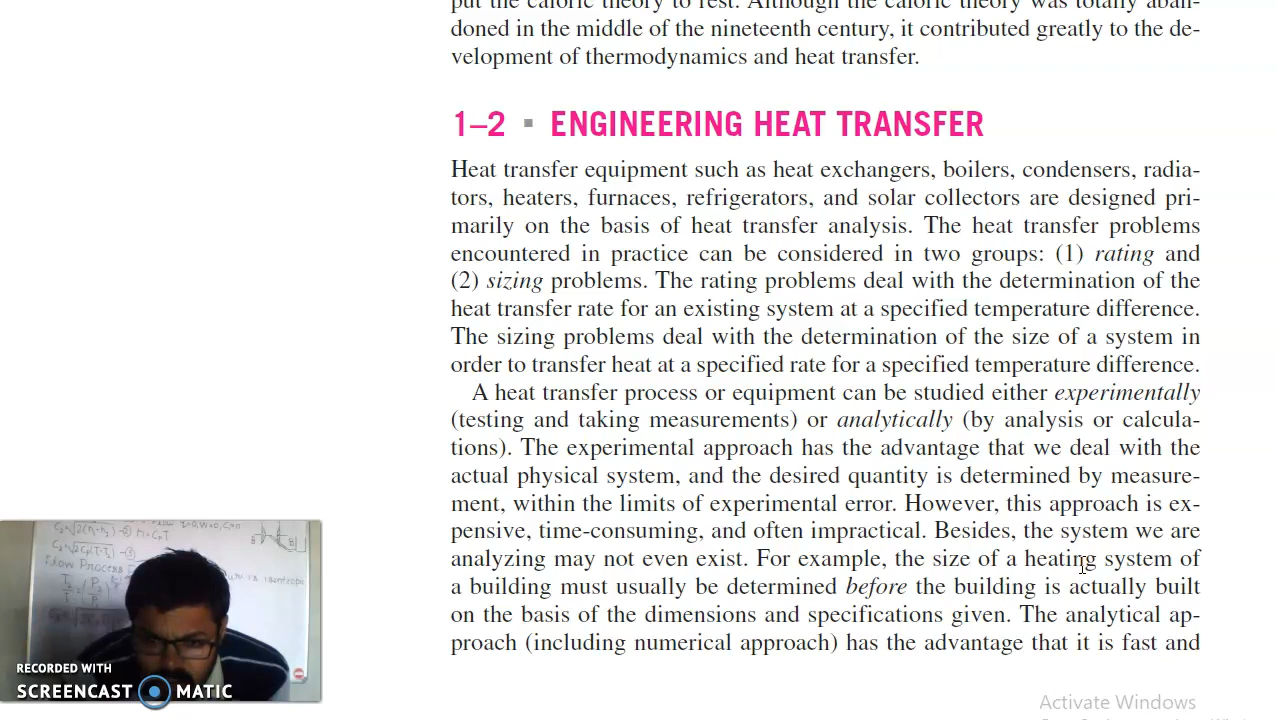 put the caloric theory to rest. Although the caloric theory was totally aban-
doned in the middle of the nineteenth century, it contributed greatly to the de-
velopment of thermodynamics and heat transfer.
1–2 ▪ ENGINEERING HEAT TRANSFER
Heat transfer equipment such as heat exchangers, boilers, condensers, radia-
tors, heaters, furnaces, refrigerators, and solar collectors are designed pri-
marily on the basis of heat transfer analysis. The heat transfer problems
encountered in practice can be considered in two groups: (1) rating and
(2) sizing problems. The rating problems deal with the determination of the
heat transfer rate for an existing system at a specified temperature difference.
The sizing problems deal with the determination of the size of a system in
order to transfer heat at a specified rate for a specified temperature difference.
A heat transfer process or equipment can be studied either experimentally
(testing and taking measurements) or analytically (by analysis or calcula-
tions). The experimental approach has the advantage that we deal with the
actual physical system, and the desired quantity is determined by measure-
ment, within the limits of experimental error. However, this approach is ex-
pensive, time-consuming, and often impractical. Besides, the system we are
analyzing may not even exist. For example, the size of a heating system of
a building must usually be determined before the building is actually built
on the basis of the dimensions and specifications given. The analytical ap-
proach (including numerical approach) has the advantage that it is fast and
Flow Process
RECORDED WITH
SCREENCAST MATIC
Activate Windows